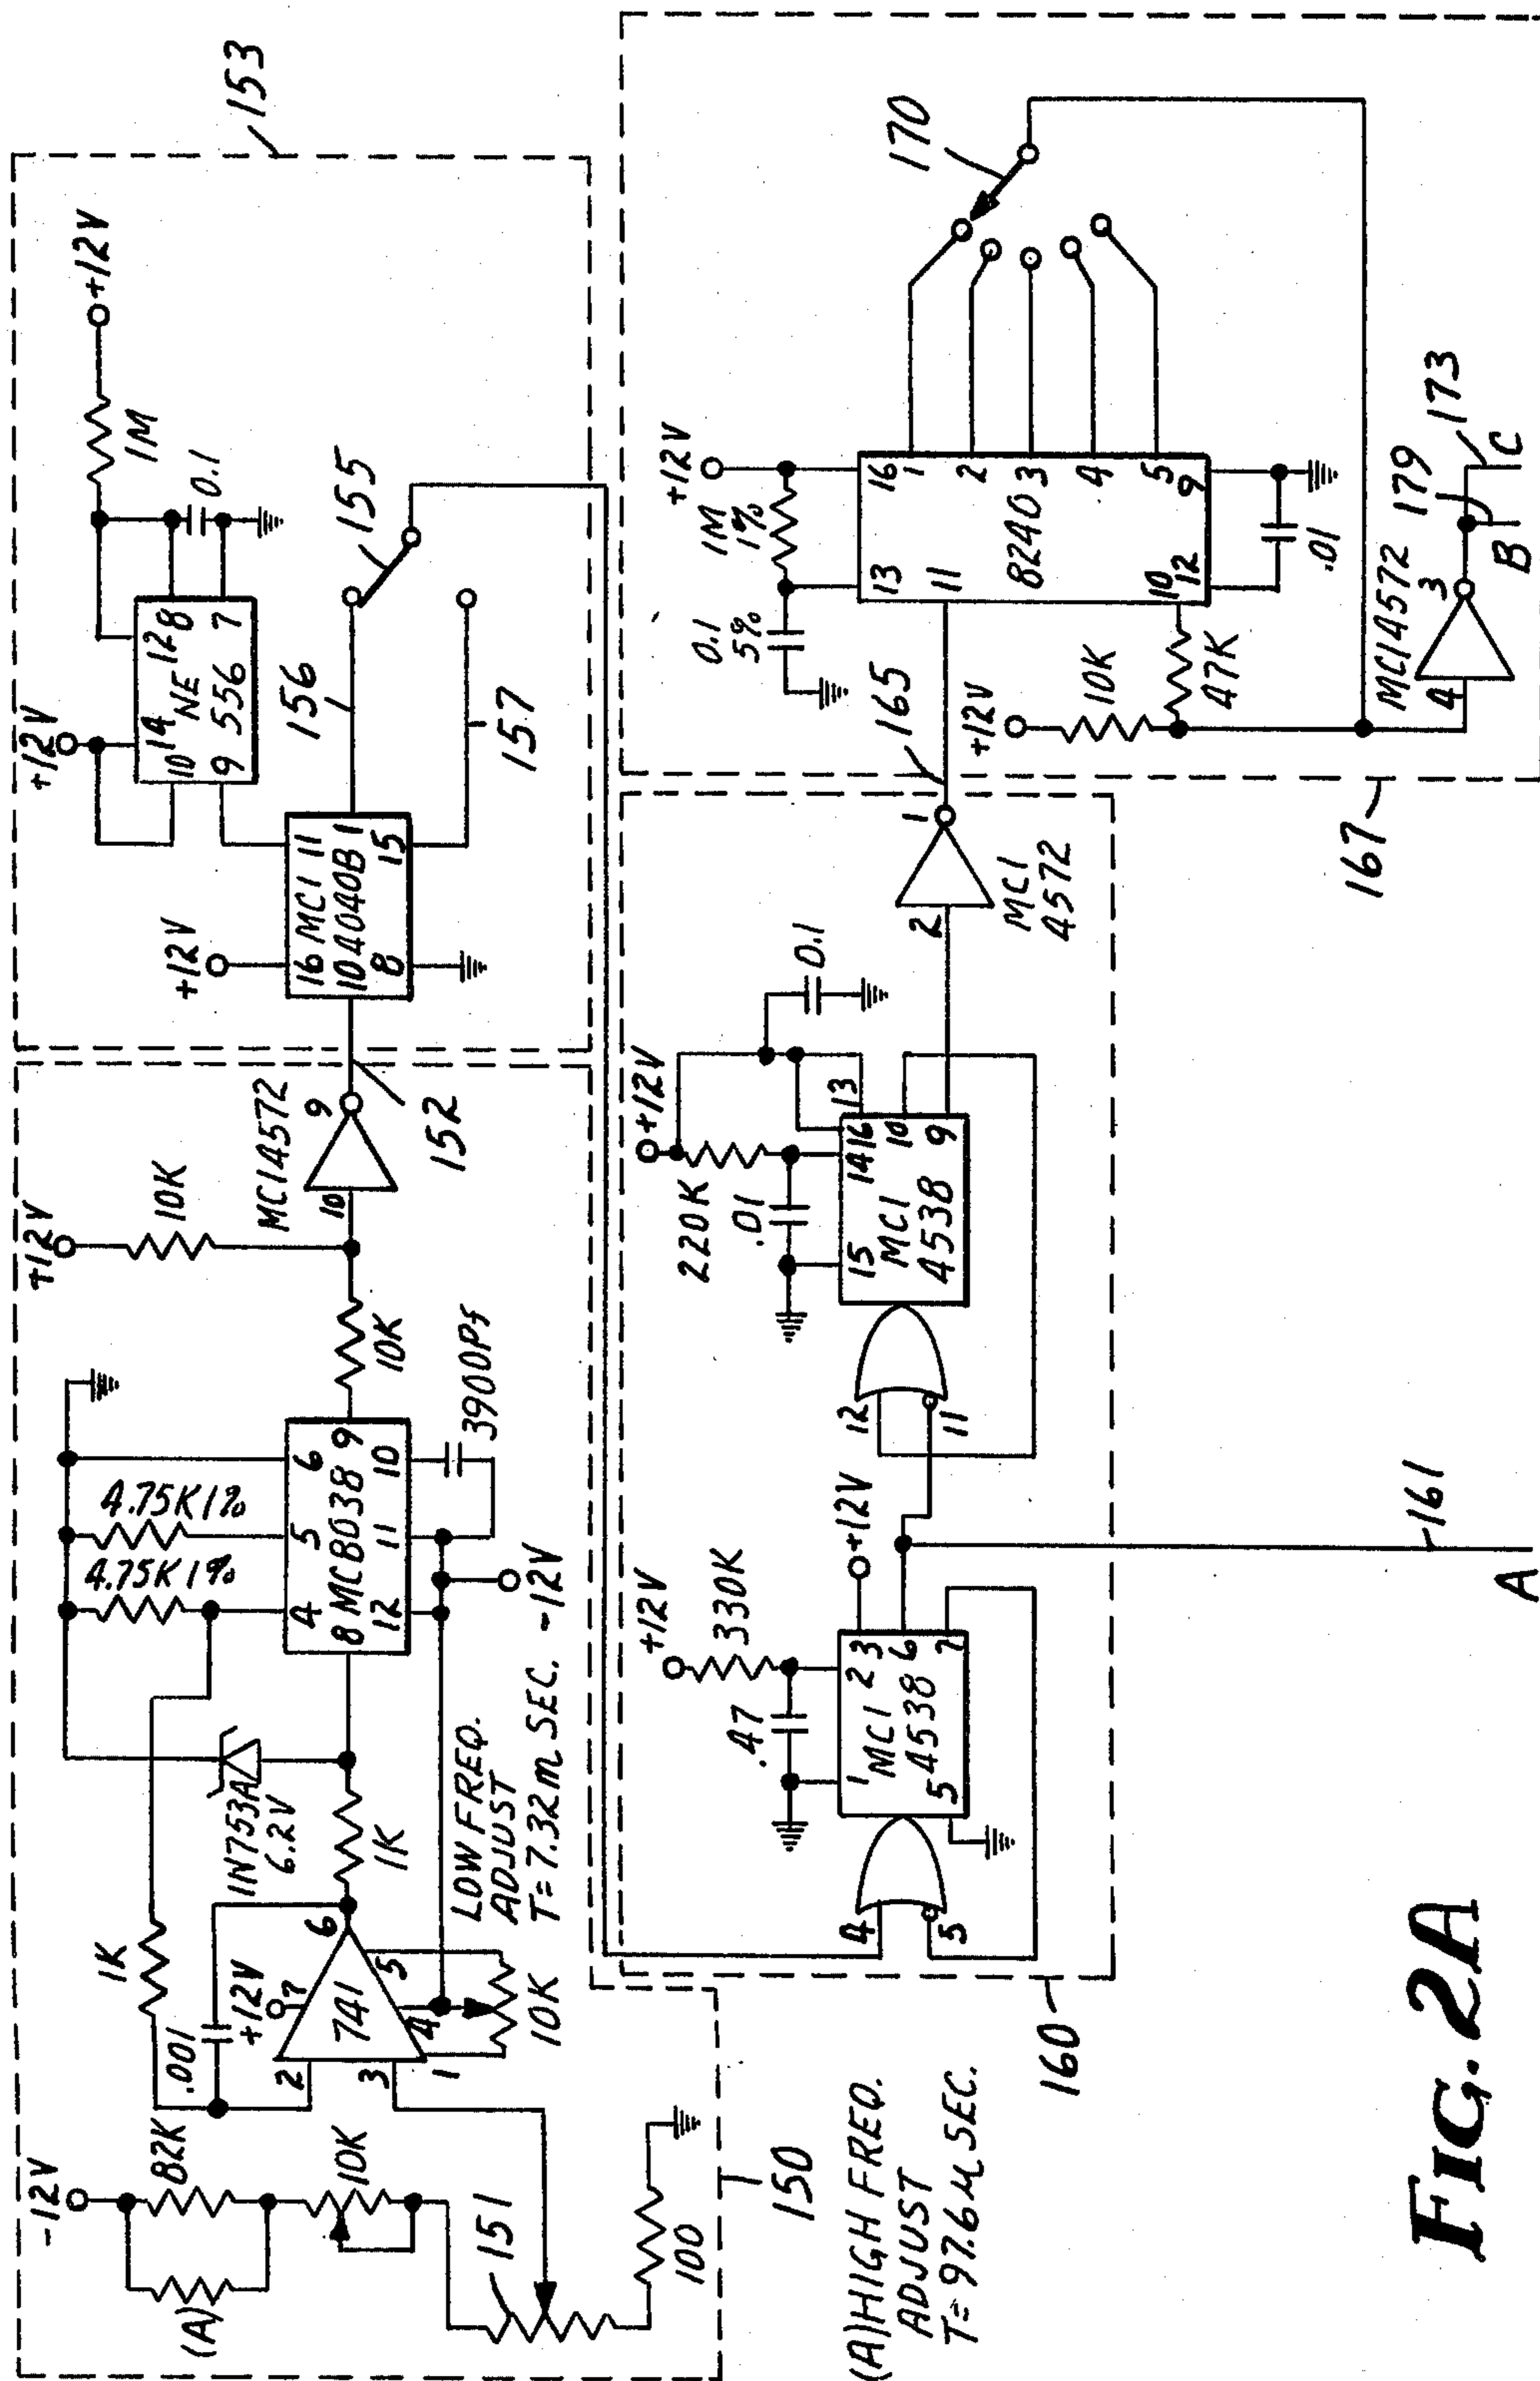 -12V
82K
(A)
10K
151
100
150
1K
.001
+12V
7
2
741
6
3
4
5
1
10K
LOW FREQ.
ADJUST
T=7.32m SEC.
-12V
1K
1N753A
6.2V
4.75K 1%
4.75K 1%
4 5 6
8 MC8038 9
12 11 10
3900Pf
10K
+12V
10K
MC14572
10
9
152
153
+12V
16 MC1 11
10 4040B 1
8 15
+12V
14 12
10 NE 8
9 556 7
1M
+12V
0.1
156
155
157
(A) HIGH FREQ.
ADJUST
T=97.6μ SEC.
160
4
5
.47
+12V
330K
1 2 3
MC1
4538 6
5 7
+12V
161
A
12
11
220K
+12V
.01
15 14 16 13
MC1 10
4538 9
0.1
2
1
MC1
4572
165
167
0.1
5%
1M
1%
+12V
13 16
11 1
8240 2
3
4
10 5
12 9
.01
170
+12V
10K
47K
MC14572
4
3
179
173
B
C
FIG. 2A